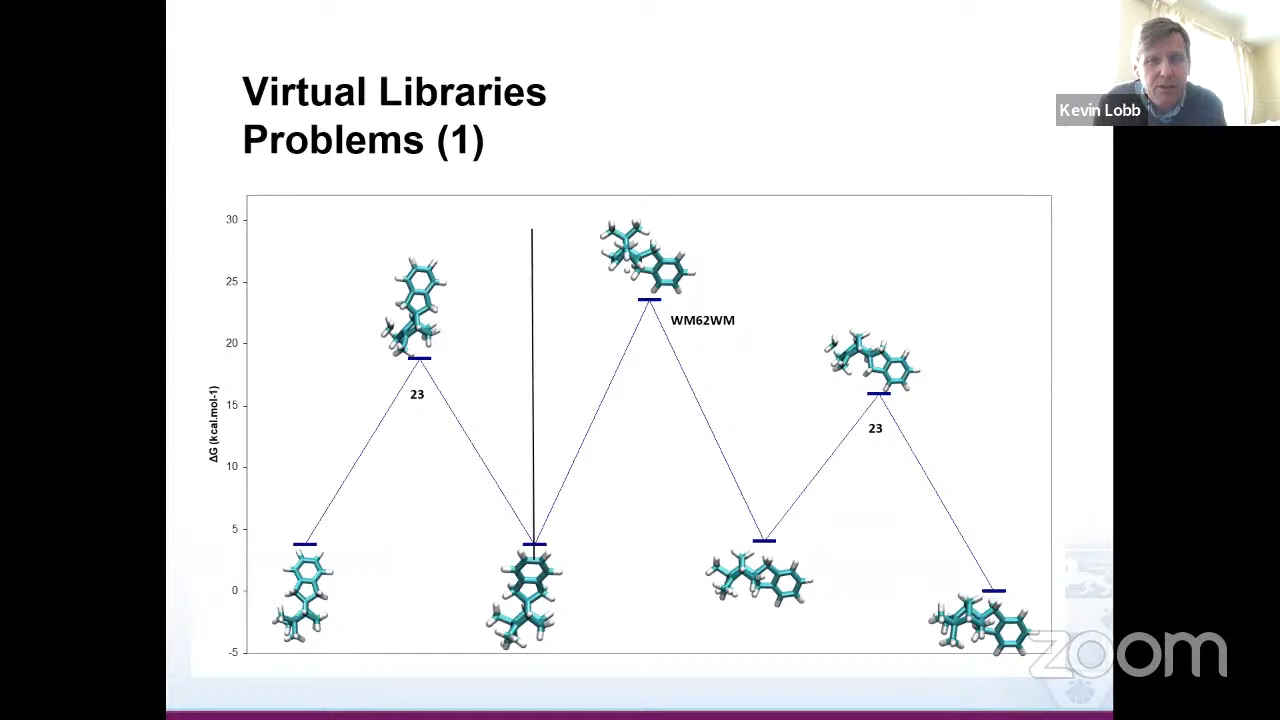 Virtual Libraries
Problems (1)
Kevin Lobb
30
25
20
15
10
5
0
-5
ΔG (kcal.mol-1)
23
WM62WM
23
zoom